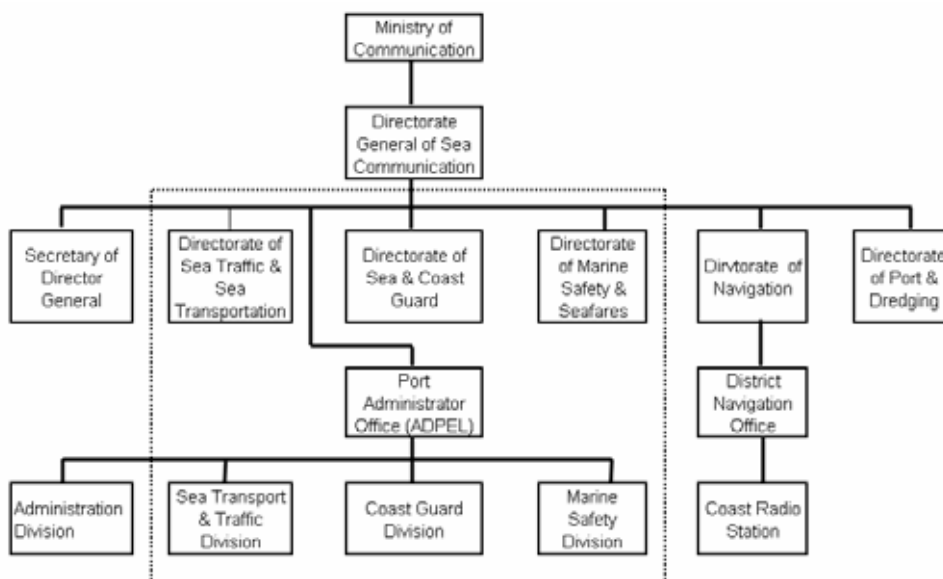 Ministry of
Communication
Directorate
General of Sea
Communication
Secretary of
Director
General
Directorate of
Sea Traffic &
Sea
Transportation
Directorate of
Sea & Coast
Guard
Directorate
of Marine
Safety &
Seafares
Dirvtorate of
Navigation
Directorate
of Port &
Dredging
Port
Administrator
Office (ADPEL)
District
Navigation
Office
Administration
Division
Sea Transport
& Traffic
Division
Coast Guard
Division
Marine
Safety
Division
Coast Radio
Station